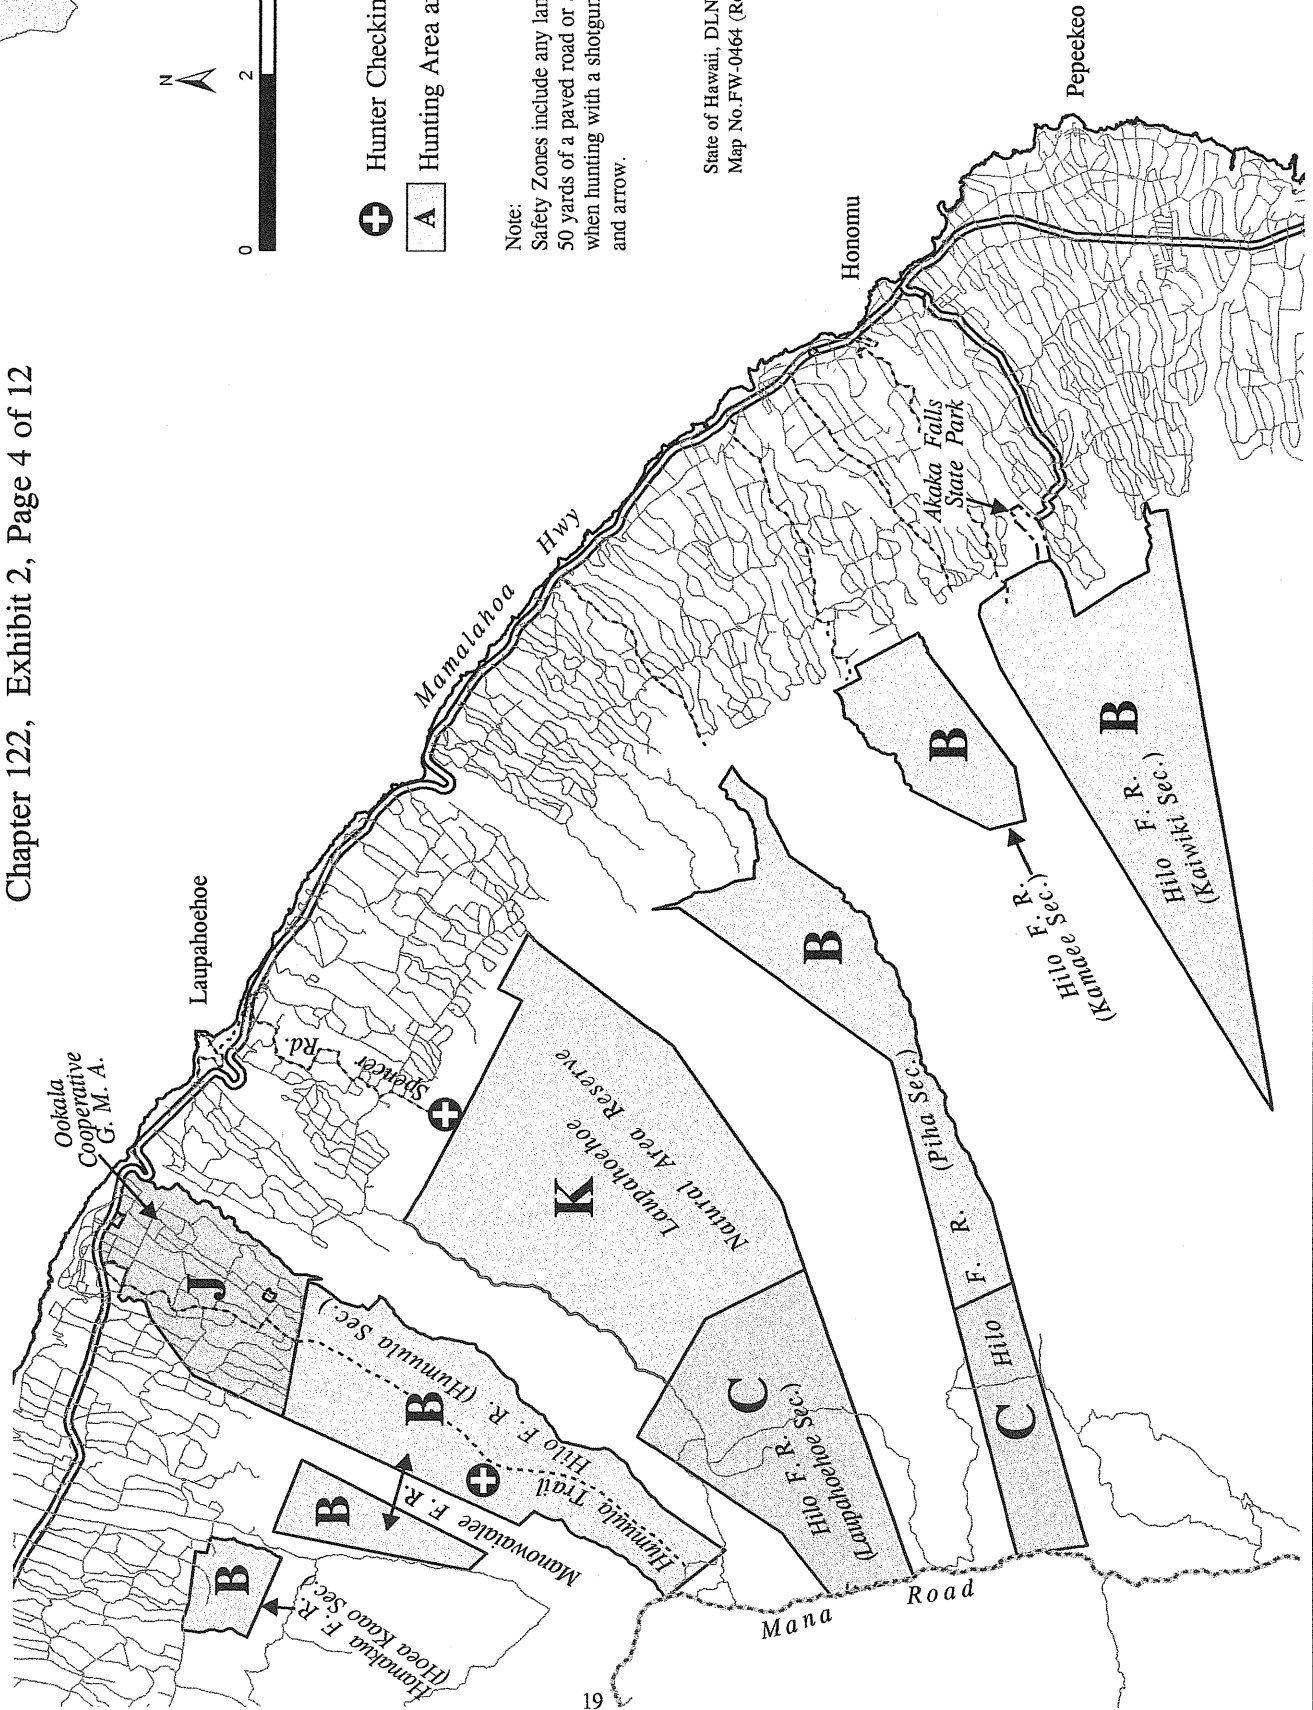 Chapter 122, Exhibit 2, Page 4 of 12
N
0 2
Hunter Checkin
A Hunting Area a
Note:
Safety Zones include any lan
50 yards of a paved road or
when hunting with a shotgun
and arrow.
State of Hawaii, DLN
Map No.FW-0464 (Re
Ookala
Cooperative
G. M. A.
Laupahoehoe
Mamalahoa Hwy
Honomu
Pepeekeo
Akaka Falls
State Park
Spencer Rd.
J
B
Hilo F. R. (Humuula Sec.)
Humuula Trail
B
Manowaialee F. R.
B
Hamakua F. R.
(Hoea Kaao Sec.)
K
Laupahoehoe
Natural Area Reserve
C
Hilo F. R.
(Laupahoehoe Sec.)
B
C
Hilo F. R. (Piha Sec.)
B
Hilo F. R.
(Kamaee Sec.)
B
Hilo F. R.
(Kaiwiki Sec.)
Mana Road
19